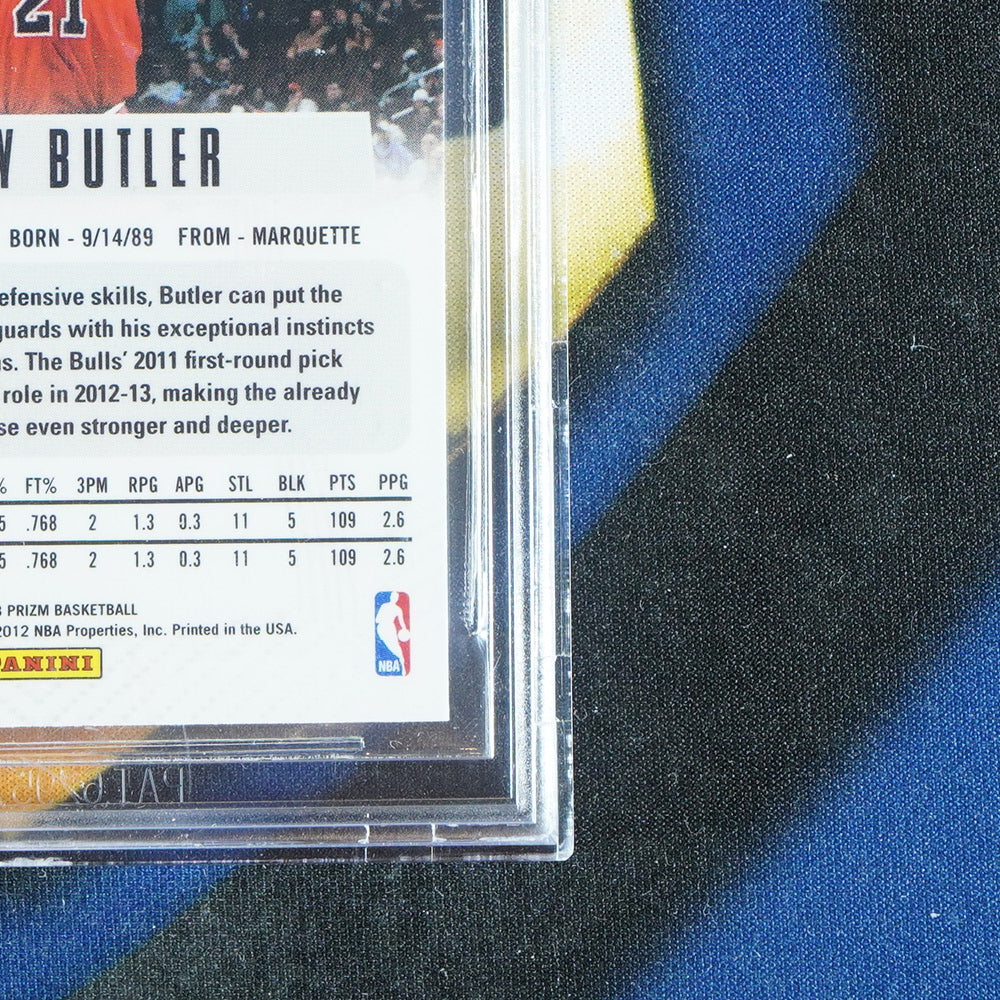 21
Y BUTLER
BORN - 9/14/89 FROM - MARQUETTE
efensive skills, Butler can put the
guards with his exceptional instincts
ns. The Bulls' 2011 first-round pick
role in 2012-13, making the already
se even stronger and deeper.
% FT% 3PM RPG APG STL BLK PTS PPG
5 .768 2 1.3 0.3 11 5 109 2.6
5 .768 2 1.3 0.3 11 5 109 2.6
3 PRIZM BASKETBALL
2012 NBA Properties, Inc. Printed in the USA.
PANINI
NBA